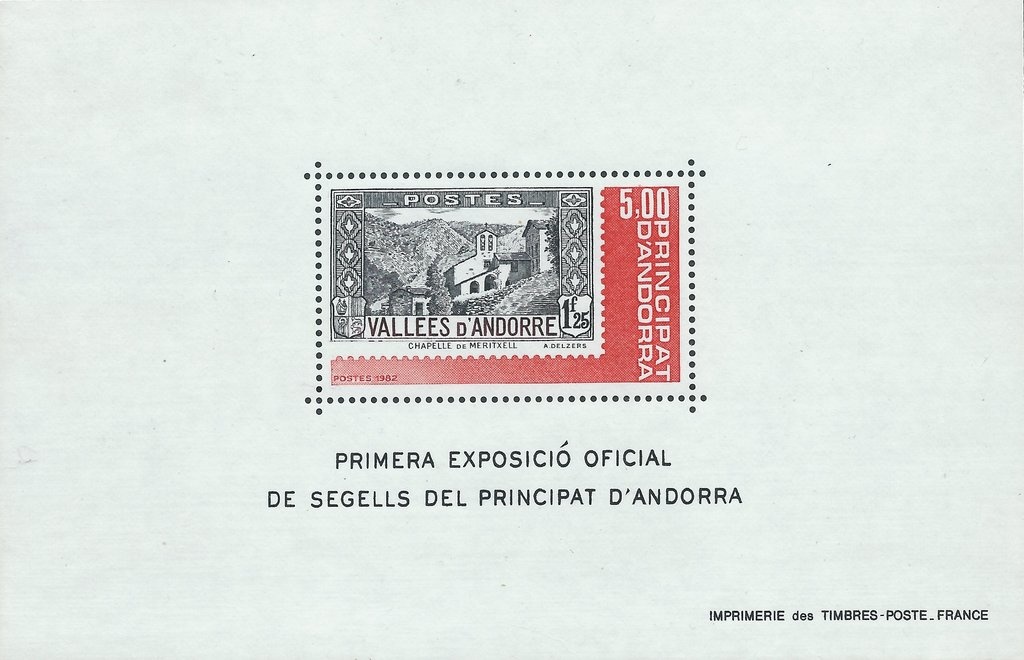 POSTES
5,00
PRINCIPAT
D'ANDORRA
1f25
VALLÉES D'ANDORRE
CHAPELLE DE MERITXELL A.DELZERS
POSTES 1982
PRIMERA EXPOSICIÓ OFICIAL
DE SEGELLS DEL PRINCIPAT D'ANDORRA
IMPRIMERIE des TIMBRES-POSTE_FRANCE